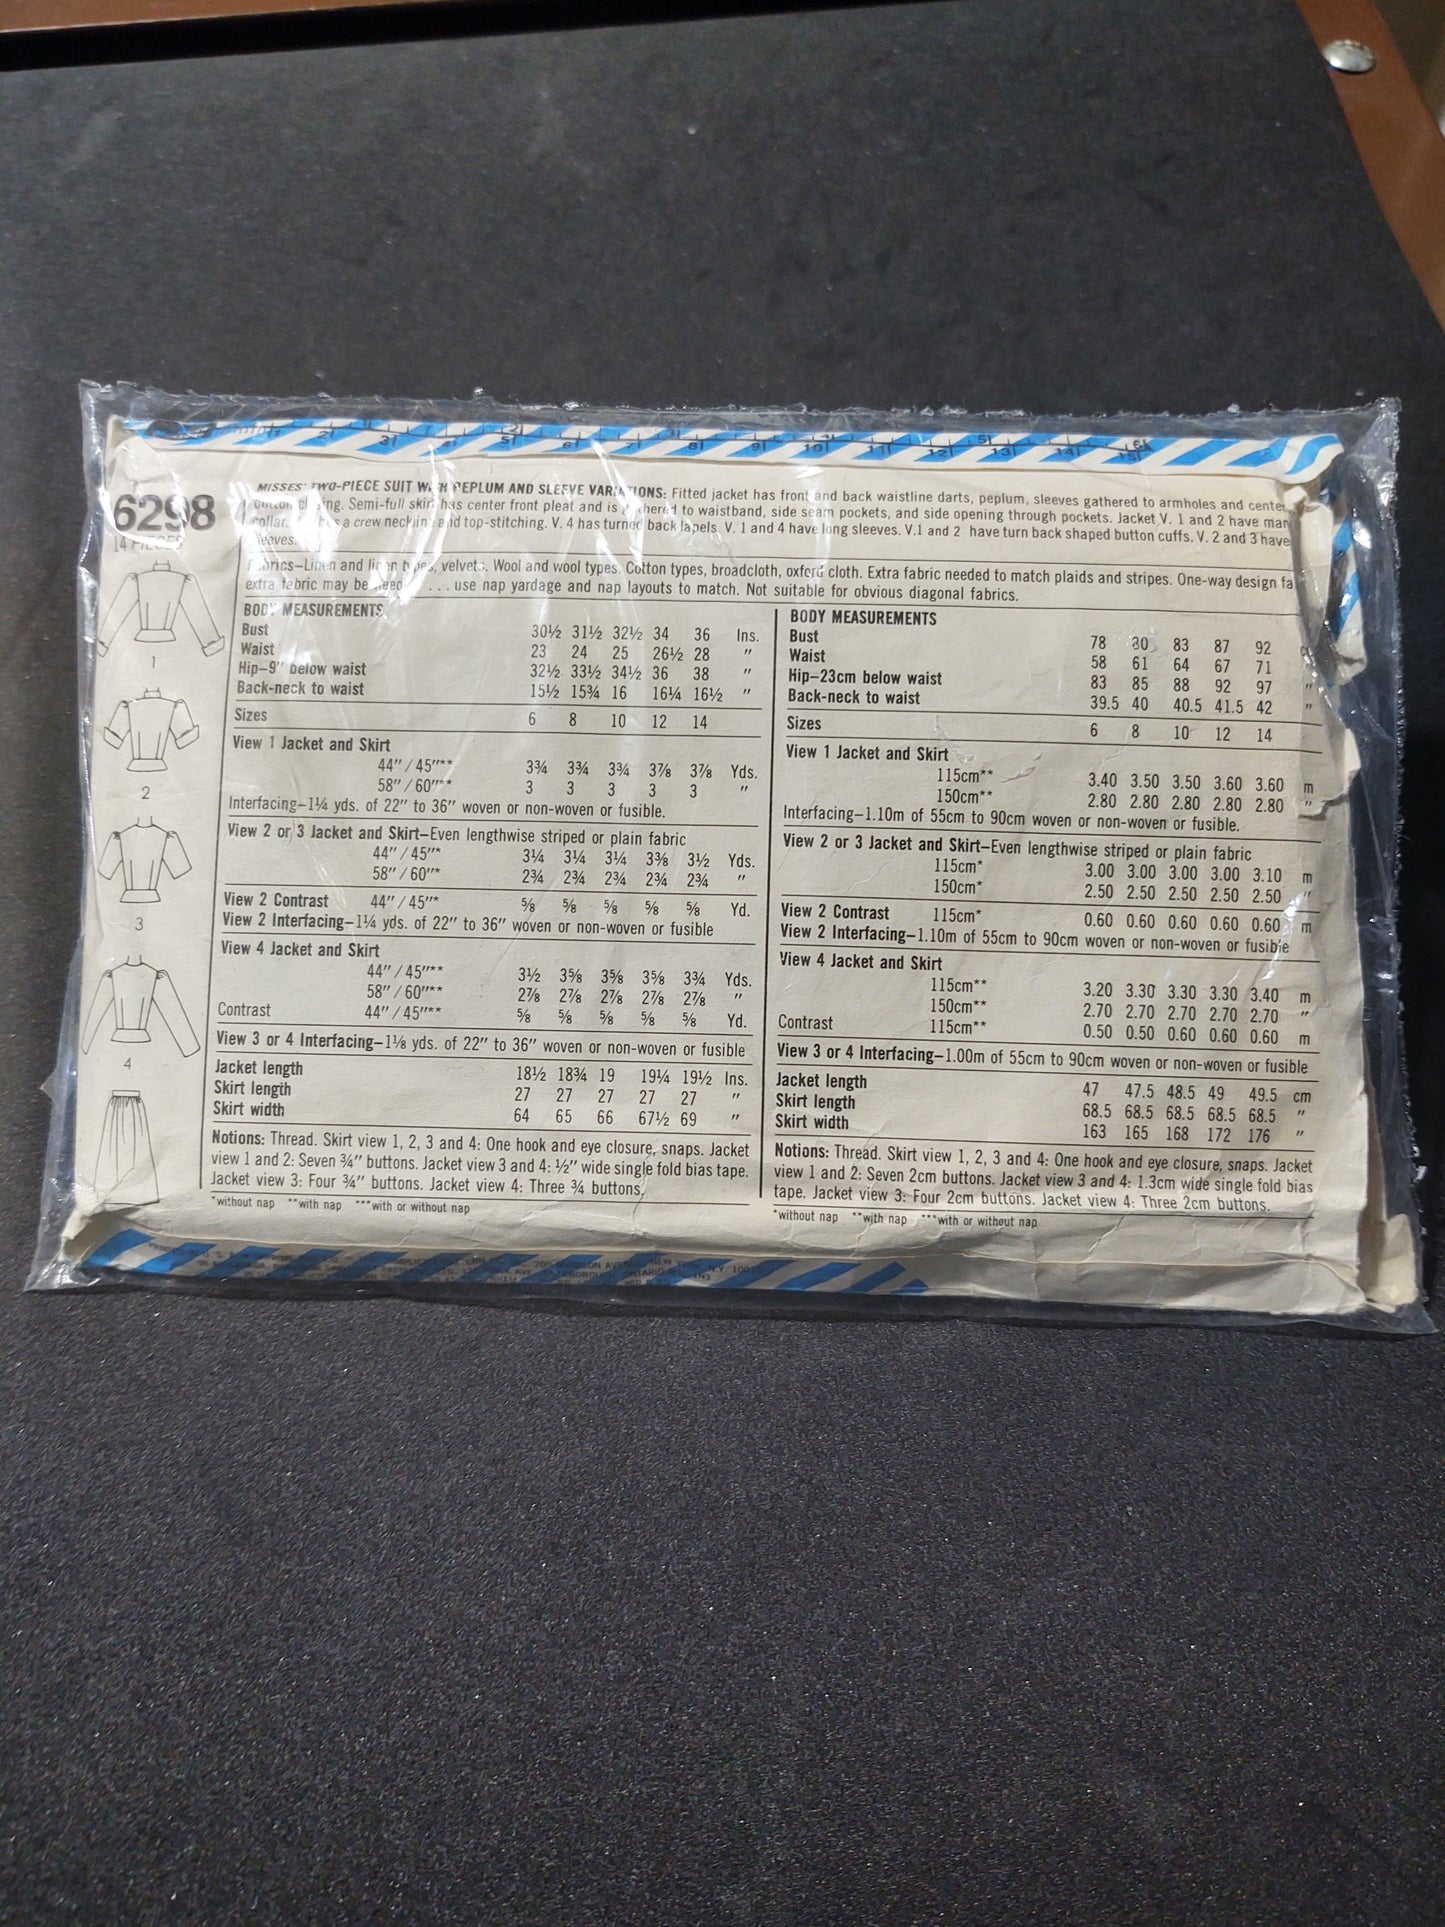 6298
14 PIECES
MISSES' TWO-PIECE SUIT WITH PEPLUM AND SLEEVE VARIATIONS: Fitted jacket has front and back waistline darts, peplum, sleeves gathered to armholes and center
button closing. Semi-full skirt has center front pleat and is gathered to waistband, side seam pockets, and side opening through pockets. Jacket V. 1 and 2 have man
collar. has a crew neckline and top-stitching. V. 4 has turned back lapels. V. 1 and 4 have long sleeves. V.1 and 2 have turn back shaped button cuffs. V. 2 and 3 have
sleeves.
Fabrics–Linen and linen types, velvets. Wool and wool types. Cotton types, broadcloth, oxford cloth. Extra fabric needed to match plaids and stripes. One-way design fa
extra fabric may be need . . . use nap yardage and nap layouts to match. Not suitable for obvious diagonal fabrics.
BODY MEASUREMENTS
Bust 30½ 31½ 32½ 34 36 Ins.
Waist 23 24 25 26½ 28 ″
Hip–9″ below waist 32½ 33½ 34½ 36 38 ″
Back-neck to waist 15½ 15¾ 16 16¼ 16½ ″
Sizes 6 8 10 12 14
View 1 Jacket and Skirt
44″/45″** 3¾ 3¾ 3¾ 3⅞ 3⅞ Yds.
58″/60″** 3 3 3 3 3 ″
Interfacing–1¼ yds. of 22″ to 36″ woven or non-woven or fusible.
View 2 or 3 Jacket and Skirt–Even lengthwise striped or plain fabric
44″/45″* 3¼ 3¼ 3¼ 3⅜ 3½ Yds.
58″/60″* 2¾ 2¾ 2¾ 2¾ 2¾ ″
View 2 Contrast 44″/45″* ⅝ ⅝ ⅝ ⅝ ⅝ Yd.
View 2 Interfacing–1¼ yds. of 22″ to 36″ woven or non-woven or fusible
View 4 Jacket and Skirt
44″/45″** 3½ 3⅝ 3⅝ 3⅝ 3¾ Yds.
58″/60″** 2⅞ 2⅞ 2⅞ 2⅞ 2⅞ ″
Contrast 44″/45″** ⅝ ⅝ ⅝ ⅝ ⅝ Yd.
View 3 or 4 Interfacing–1⅛ yds. of 22″ to 36″ woven or non-woven or fusible
Jacket length 18½ 18¾ 19 19¼ 19½ Ins.
Skirt length 27 27 27 27 27 ″
Skirt width 64 65 66 67½ 69 ″
Notions: Thread. Skirt view 1, 2, 3 and 4: One hook and eye closure, snaps. Jacket
view 1 and 2: Seven ¾″ buttons. Jacket view 3 and 4: ½″ wide single fold bias tape.
Jacket view 3: Four ¾″ buttons. Jacket view 4: Three ¾ buttons,
*without nap **with nap ***with or without nap
BODY MEASUREMENTS
Bust 78 80 83 87 92
Waist 58 61 64 67 71
Hip–23cm below waist 83 85 88 92 97 ″
Back-neck to waist 39.5 40 40.5 41.5 42 ″
Sizes 6 8 10 12 14
View 1 Jacket and Skirt
115cm** 3.40 3.50 3.50 3.60 3.60 m
150cm** 2.80 2.80 2.80 2.80 2.80 ″
Interfacing–1.10m of 55cm to 90cm woven or non-woven or fusible.
View 2 or 3 Jacket and Skirt–Even lengthwise striped or plain fabric
115cm* 3.00 3.00 3.00 3.00 3.10 m
150cm* 2.50 2.50 2.50 2.50 2.50 ″
View 2 Contrast 115cm* 0.60 0.60 0.60 0.60 0.60 m
View 2 Interfacing–1.10m of 55cm to 90cm woven or non-woven or fusible
View 4 Jacket and Skirt
115cm** 3.20 3.30 3.30 3.30 3.40 m
150cm** 2.70 2.70 2.70 2.70 2.70 ″
Contrast 115cm** 0.50 0.50 0.60 0.60 0.60 m
View 3 or 4 Interfacing–1.00m of 55cm to 90cm woven or non-woven or fusible
Jacket length 47 47.5 48.5 49 49.5 cm
Skirt length 68.5 68.5 68.5 68.5 68.5 ″
Skirt width 163 165 168 172 176 ″
Notions: Thread. Skirt view 1, 2, 3 and 4: One hook and eye closure, snaps. Jacket
view 1 and 2: Seven 2cm buttons. Jacket view 3 and 4: 1.3cm wide single fold bias
tape. Jacket view 3: Four 2cm buttons. Jacket view 4: Three 2cm buttons.
*without nap **with nap ***with or without nap
1
2
3
4